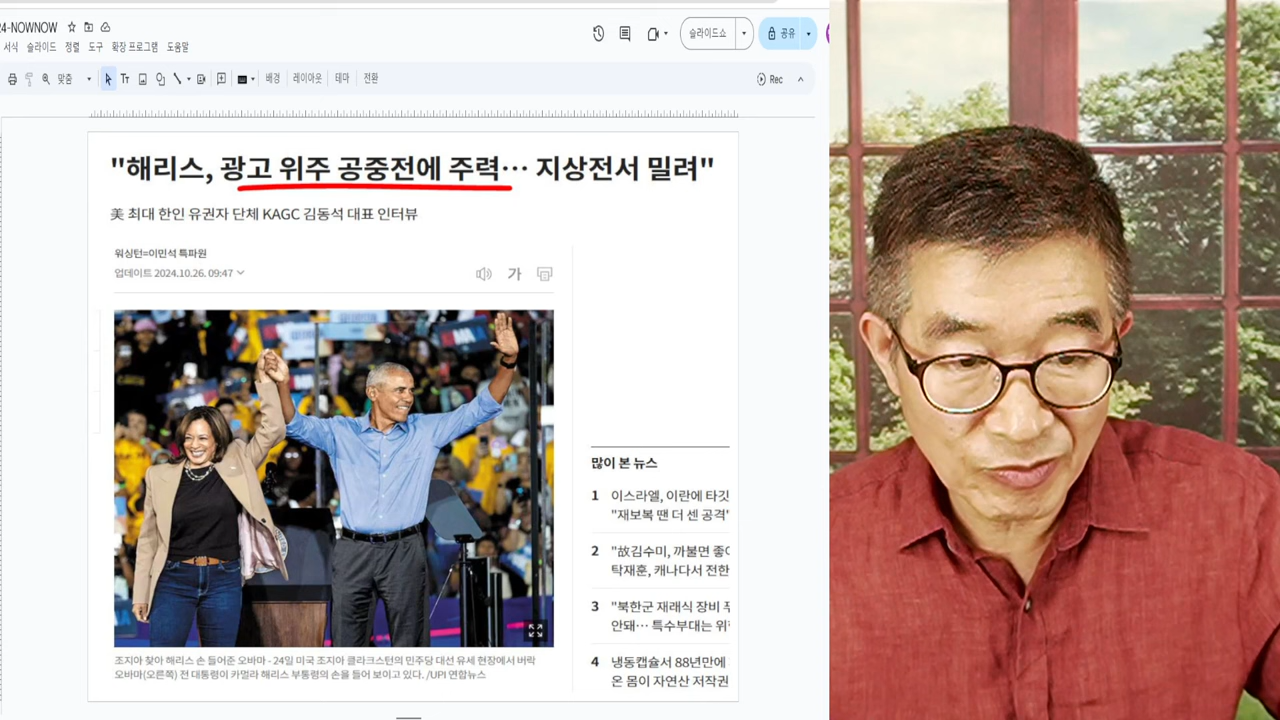 24-NOWNOW
서식 슬라이드 정렬 도구 확장 프로그램 도움말
슬라이드쇼
공유
맞춤
배경 레이아웃 테마 전환
Rec
"해리스, 광고 위주 공중전에 주력… 지상전서 밀려"
美 최대 한인 유권자 단체 KAGC 김동석 대표 인터뷰
워싱턴=이민석 특파원
업데이트 2024.10.26. 09:47
가
많이 본 뉴스
1 이스라엘, 이란에 타깃
"재보복 땐 더 센 공격"
2 "故김수미, 까불면 좋아
탁재훈, 캐나다서 전한
3 "북한군 재래식 장비
안돼… 특수부대는
4 냉동캡슐서 88년만에
온 몸이 자연산 저작권
조지아 찾아 해리스 손 들어준 오바마 - 24일 미국 조지아 클라크스턴의 민주당 대선 유세 현장에서 버락
오바마(오른쪽) 전 대통령이 카멀라 해리스 부통령의 손을 들어 보이고 있다. /UPI 연합뉴스